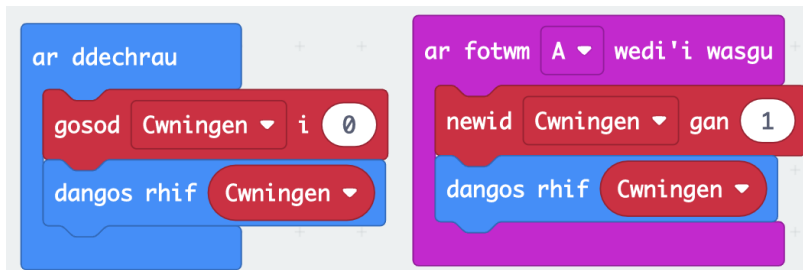 ar ddechrau
gosod Cwningen i 0
dangos rhif Cwningen
ar fotwm A wedi'i wasgu
newid Cwningen gan 1
dangos rhif Cwningen